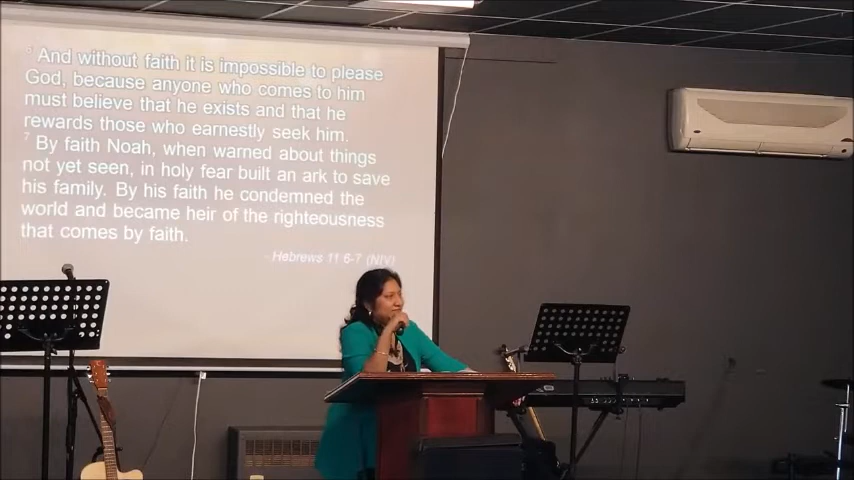 6 And without faith it is impossible to please
God, because anyone who comes to him
must believe that he exists and that he
rewards those who earnestly seek him.
7 By faith Noah, when warned about things
not yet seen, in holy fear built an ark to save
his family. By his faith he condemned the
world and became heir of the righteousness
that comes by faith.
- Hebrews 11 6-7 (NIV)